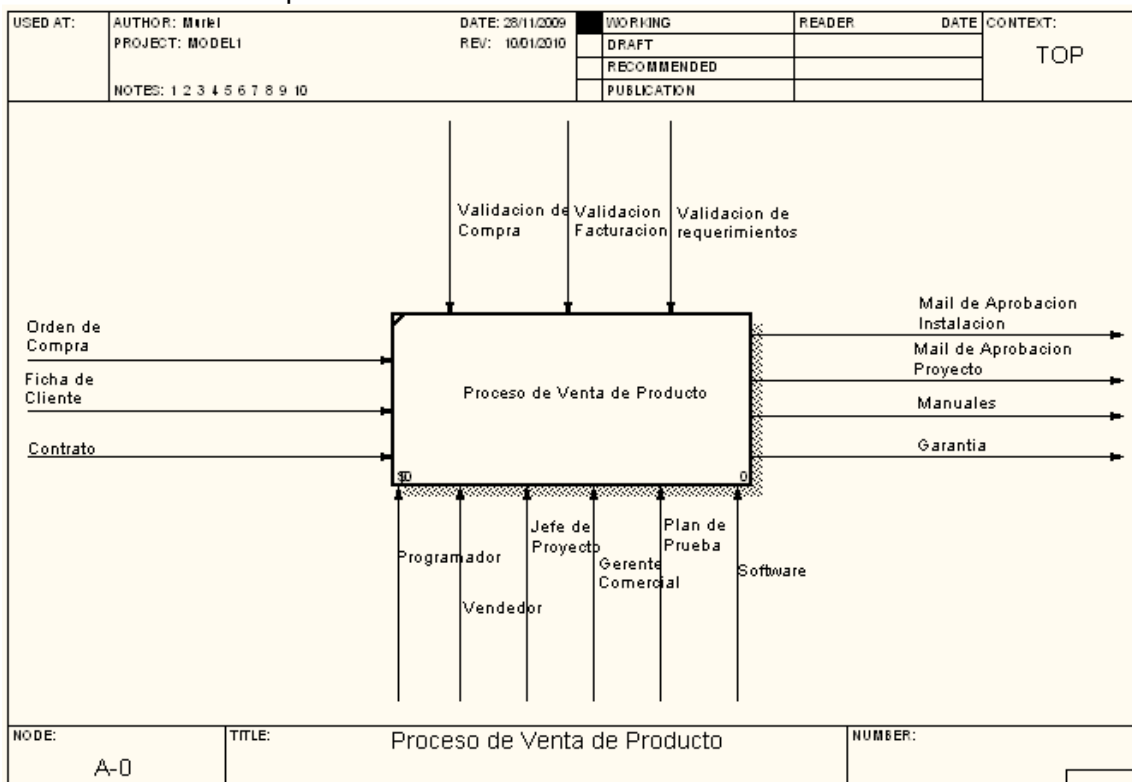 USED AT:
AUTHOR: Muriel
DATE: 28/11/2009
WORKING
READER
DATE
CONTEXT:
PROJECT: MODEL1
REV: 10/01/2010
DRAFT
TOP
RECOMMENDED
NOTES: 1 2 3 4 5 6 7 8 9 10
PUBLICATION
Validacion de
Compra
Validacion
Facturacion
Validacion de
requerimientos
Orden de
Compra
Ficha de
Cliente
Contrato
Proceso de Venta de Producto
$0
0
Mail de Aprobacion
Instalacion
Mail de Aprobacion
Proyecto
Manuales
Garantia
Programador
Vendedor
Jefe de
Proyecto
Gerente
Comercial
Plan de
Prueba
Software
NODE:
A-0
TITLE:
Proceso de Venta de Producto
NUMBER: